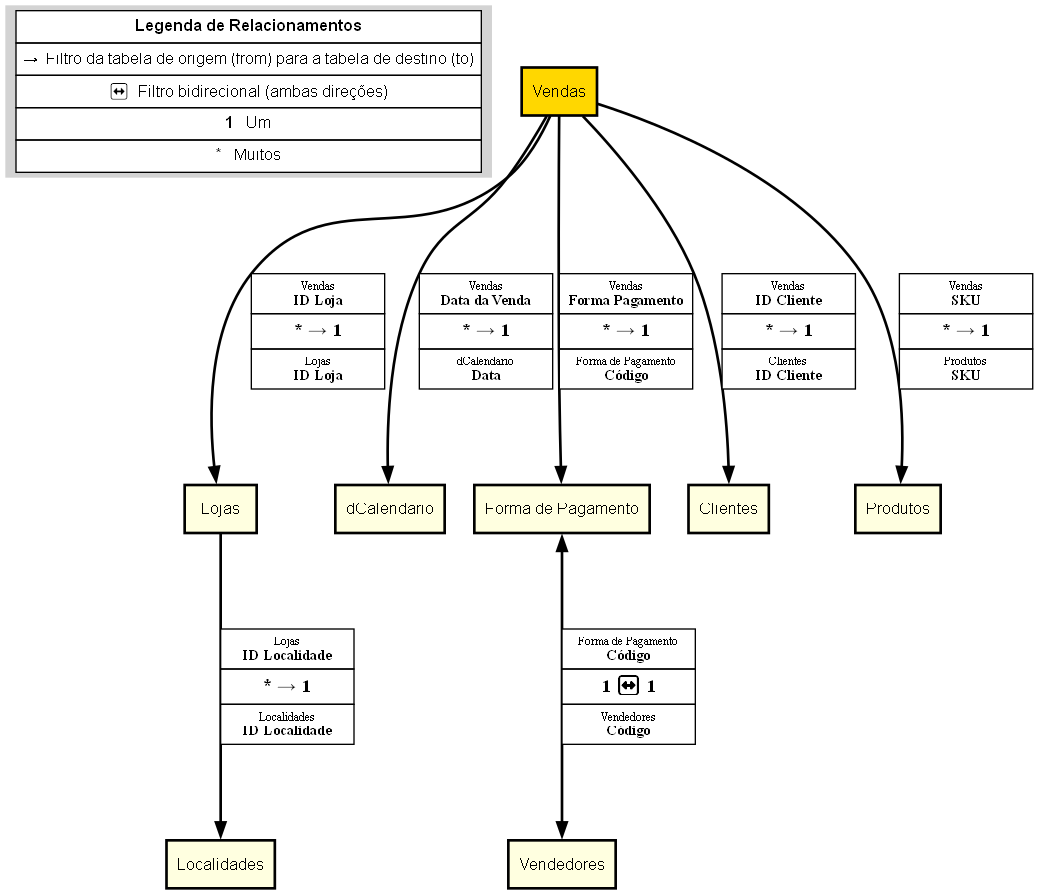 Legenda de Relacionamentos
→ Filtro da tabela de origem (from) para a tabela de destino (to)
↔ Filtro bidirecional (ambas direções)
1 Um
* Muitos
Vendas
Vendas
ID Loja
* → 1
Lojas
ID Loja
Vendas
Data da Venda
* → 1
dCalendario
Data
Vendas
Forma Pagamento
* → 1
Forma de Pagamento
Código
Vendas
ID Cliente
* → 1
Clientes
ID Cliente
Vendas
SKU
* → 1
Produtos
SKU
Lojas
dCalendario
Forma de Pagamento
Clientes
Produtos
Lojas
ID Localidade
* → 1
Localidades
ID Localidade
Forma de Pagamento
Código
1 ↔ 1
Vendedores
Código
Localidades
Vendedores